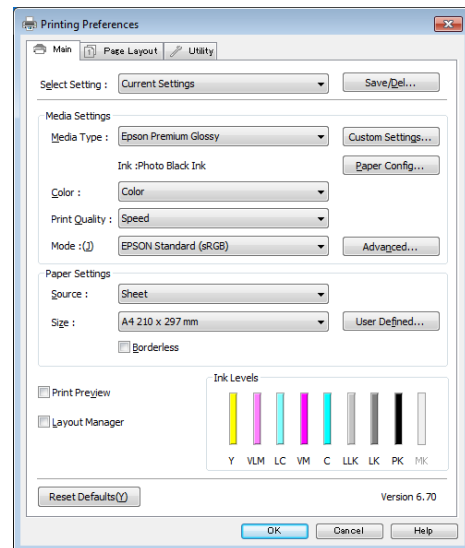 Printing Preferences
Main Page Layout Utility
Select Setting : Current Settings Save/Del...
Media Settings
Media Type : Epson Premium Glossy Custom Settings...
Ink :Photo Black Ink Paper Config...
Color : Color
Print Quality : Speed
Mode :(J) EPSON Standard (sRGB) Advanced...
Paper Settings
Source : Sheet
Size : A4 210 x 297 mm User Defined...
Borderless
Ink Levels
Print Preview
Layout Manager
Y VLM LC VM C LLK LK PK MK
Reset Defaults(Y) Version 6.70
OK Cancel Help